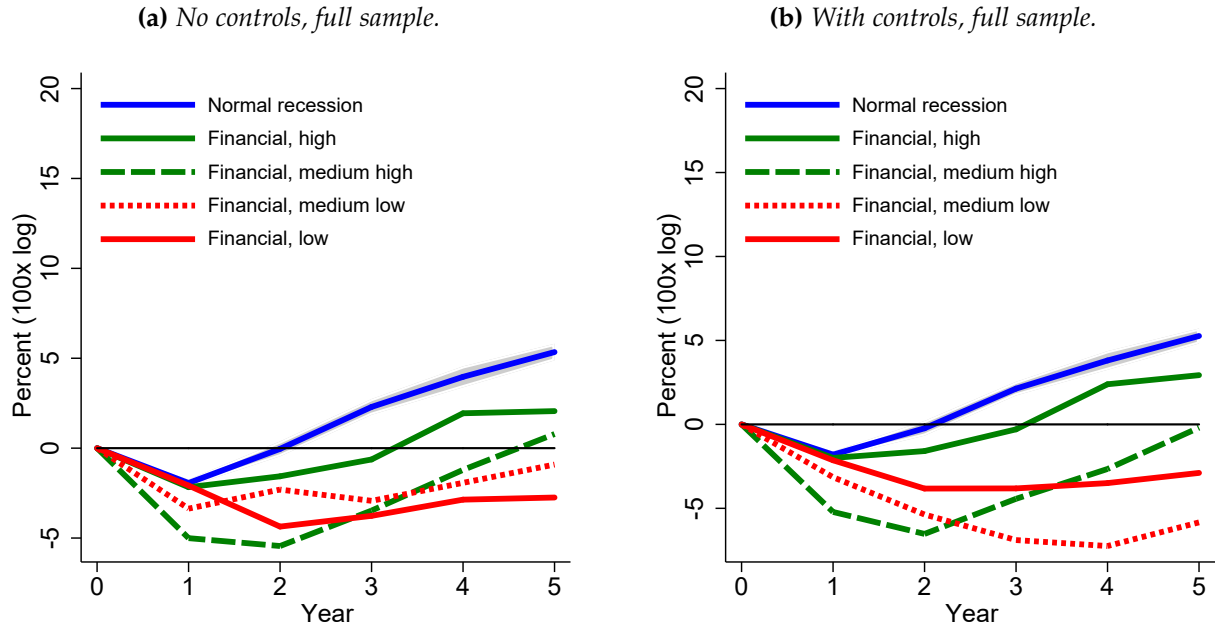 (a) No controls, full sample.
20
15
10
5
0
-5
Percent (100x log)
Normal recession
Financial, high
Financial, medium high
Financial, medium low
Financial, low
0 1 2 3 4 5
Year
(b) With controls, full sample.
20
15
10
5
0
-5
Percent (100x log)
Normal recession
Financial, high
Financial, medium high
Financial, medium low
Financial, low
0 1 2 3 4 5
Year